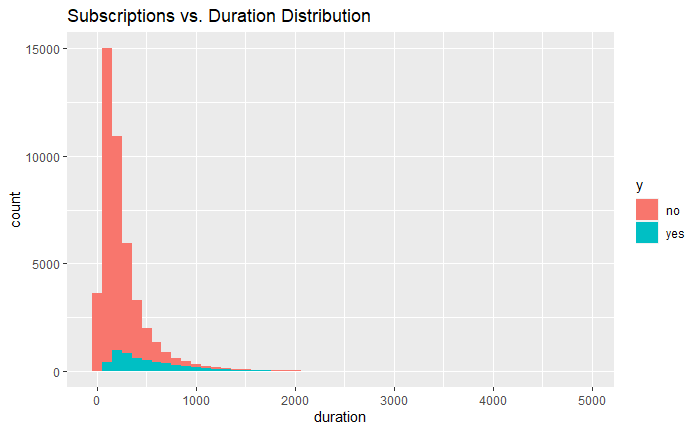 Subscriptions vs. Duration Distribution
15000
10000
5000
0
count
0 1000 2000 3000 4000 5000
duration
y
no
yes